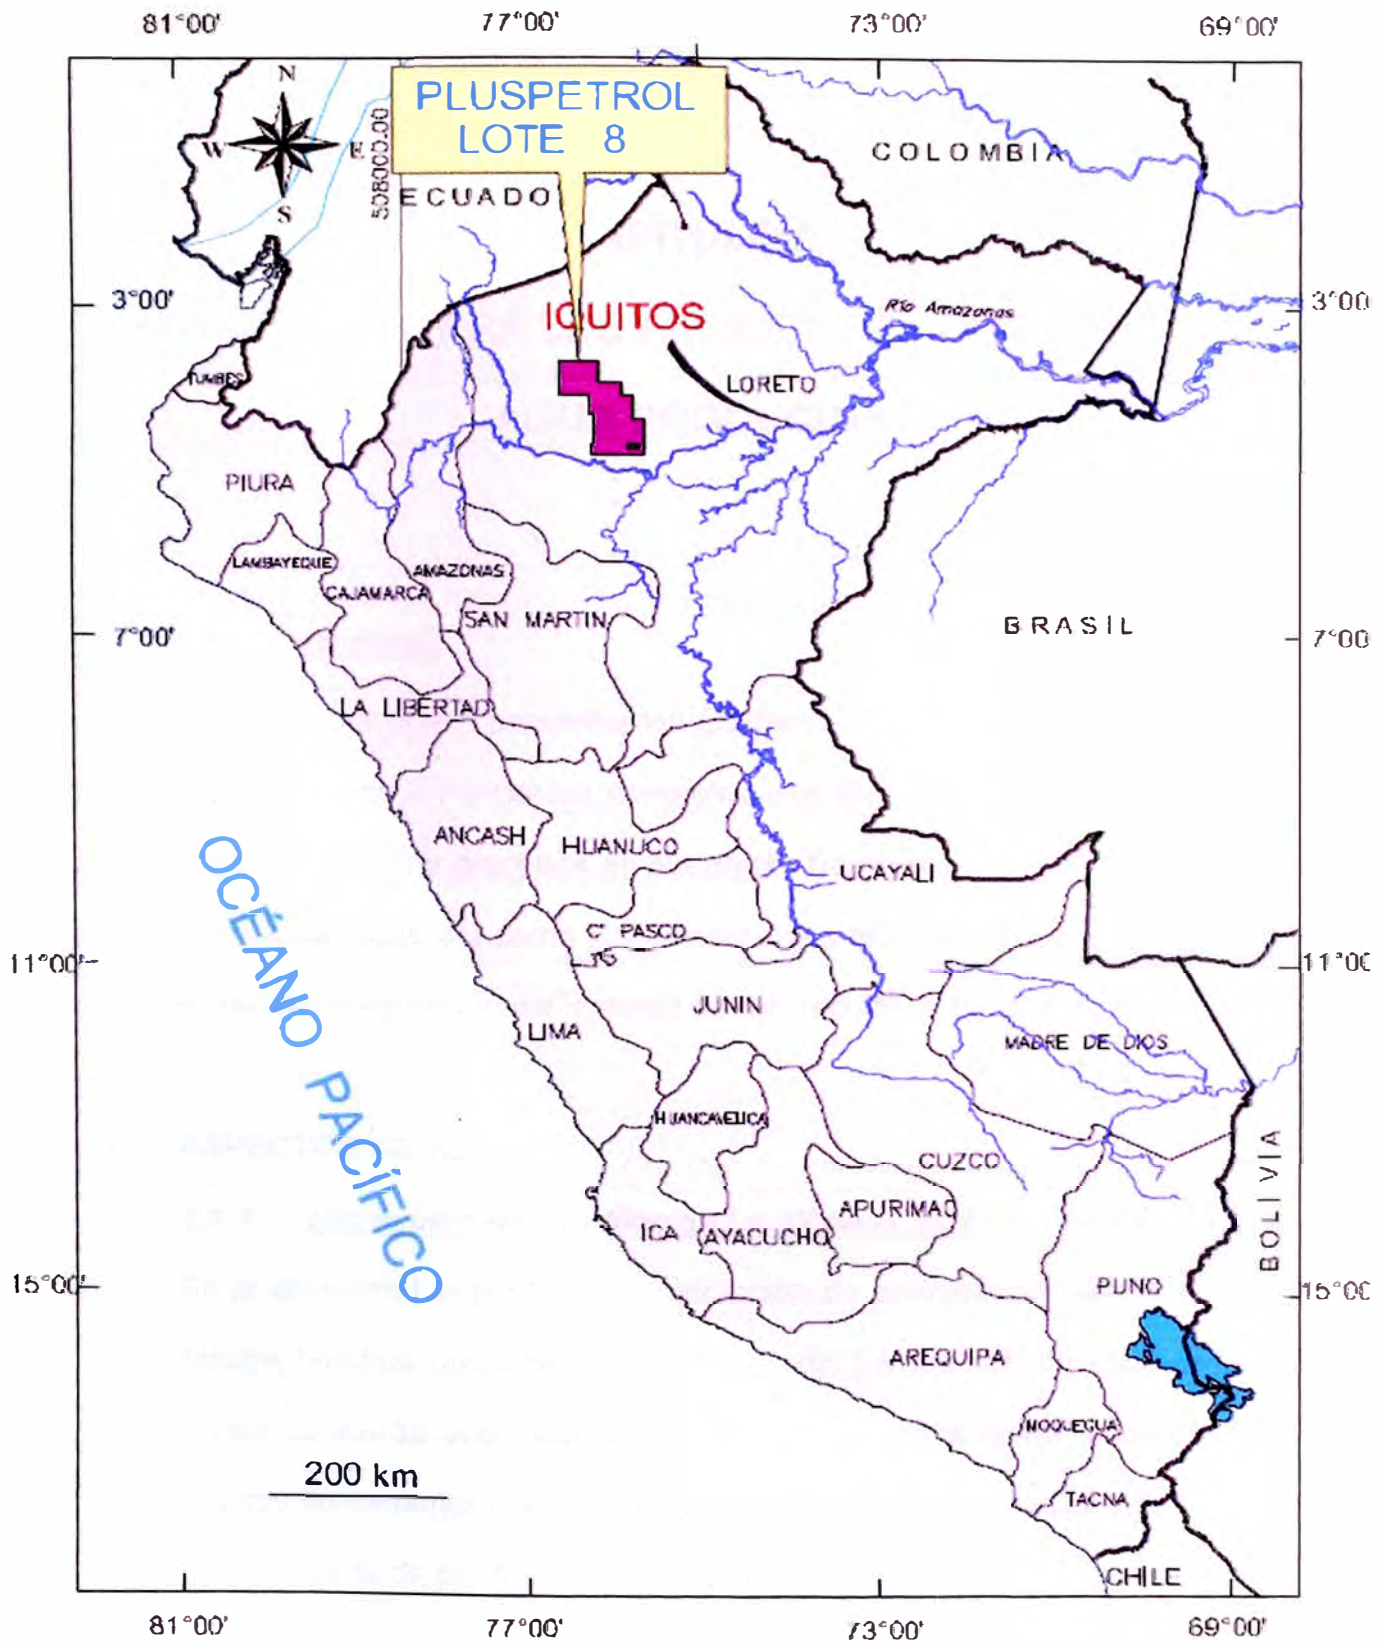 81°00' 77°00' 73°00' 69°00'
N
W E
S
PLUSPETROL
LOTE 8
508000.00
ECUADO
COLOMBIA
3°00' 3°00
IQUITOS
Río Amazonas
TUMBES
LORETO
PIURA
LAMBAYEQUE
CAJAMARCA
AMAZONAS
SAN MARTIN
BRASIL
7°00' 7°00
LA LIBERTAD
ANCASH
HUANUCO
UCAYALI
C° PASCO
11°00' 11°00
OCÉANO PACÍFICO
LIMA
JUNIN
MADRE DE DIOS
HUANCAVELICA
CUZCO
BOLIVIA
APURIMAC
ICA
AYACUCHO
PUNO
15°00' 15°00
AREQUIPA
MOQUEGUA
200 km
TACNA
CHILE
81°00' 77°00' 73°00' 69°00'